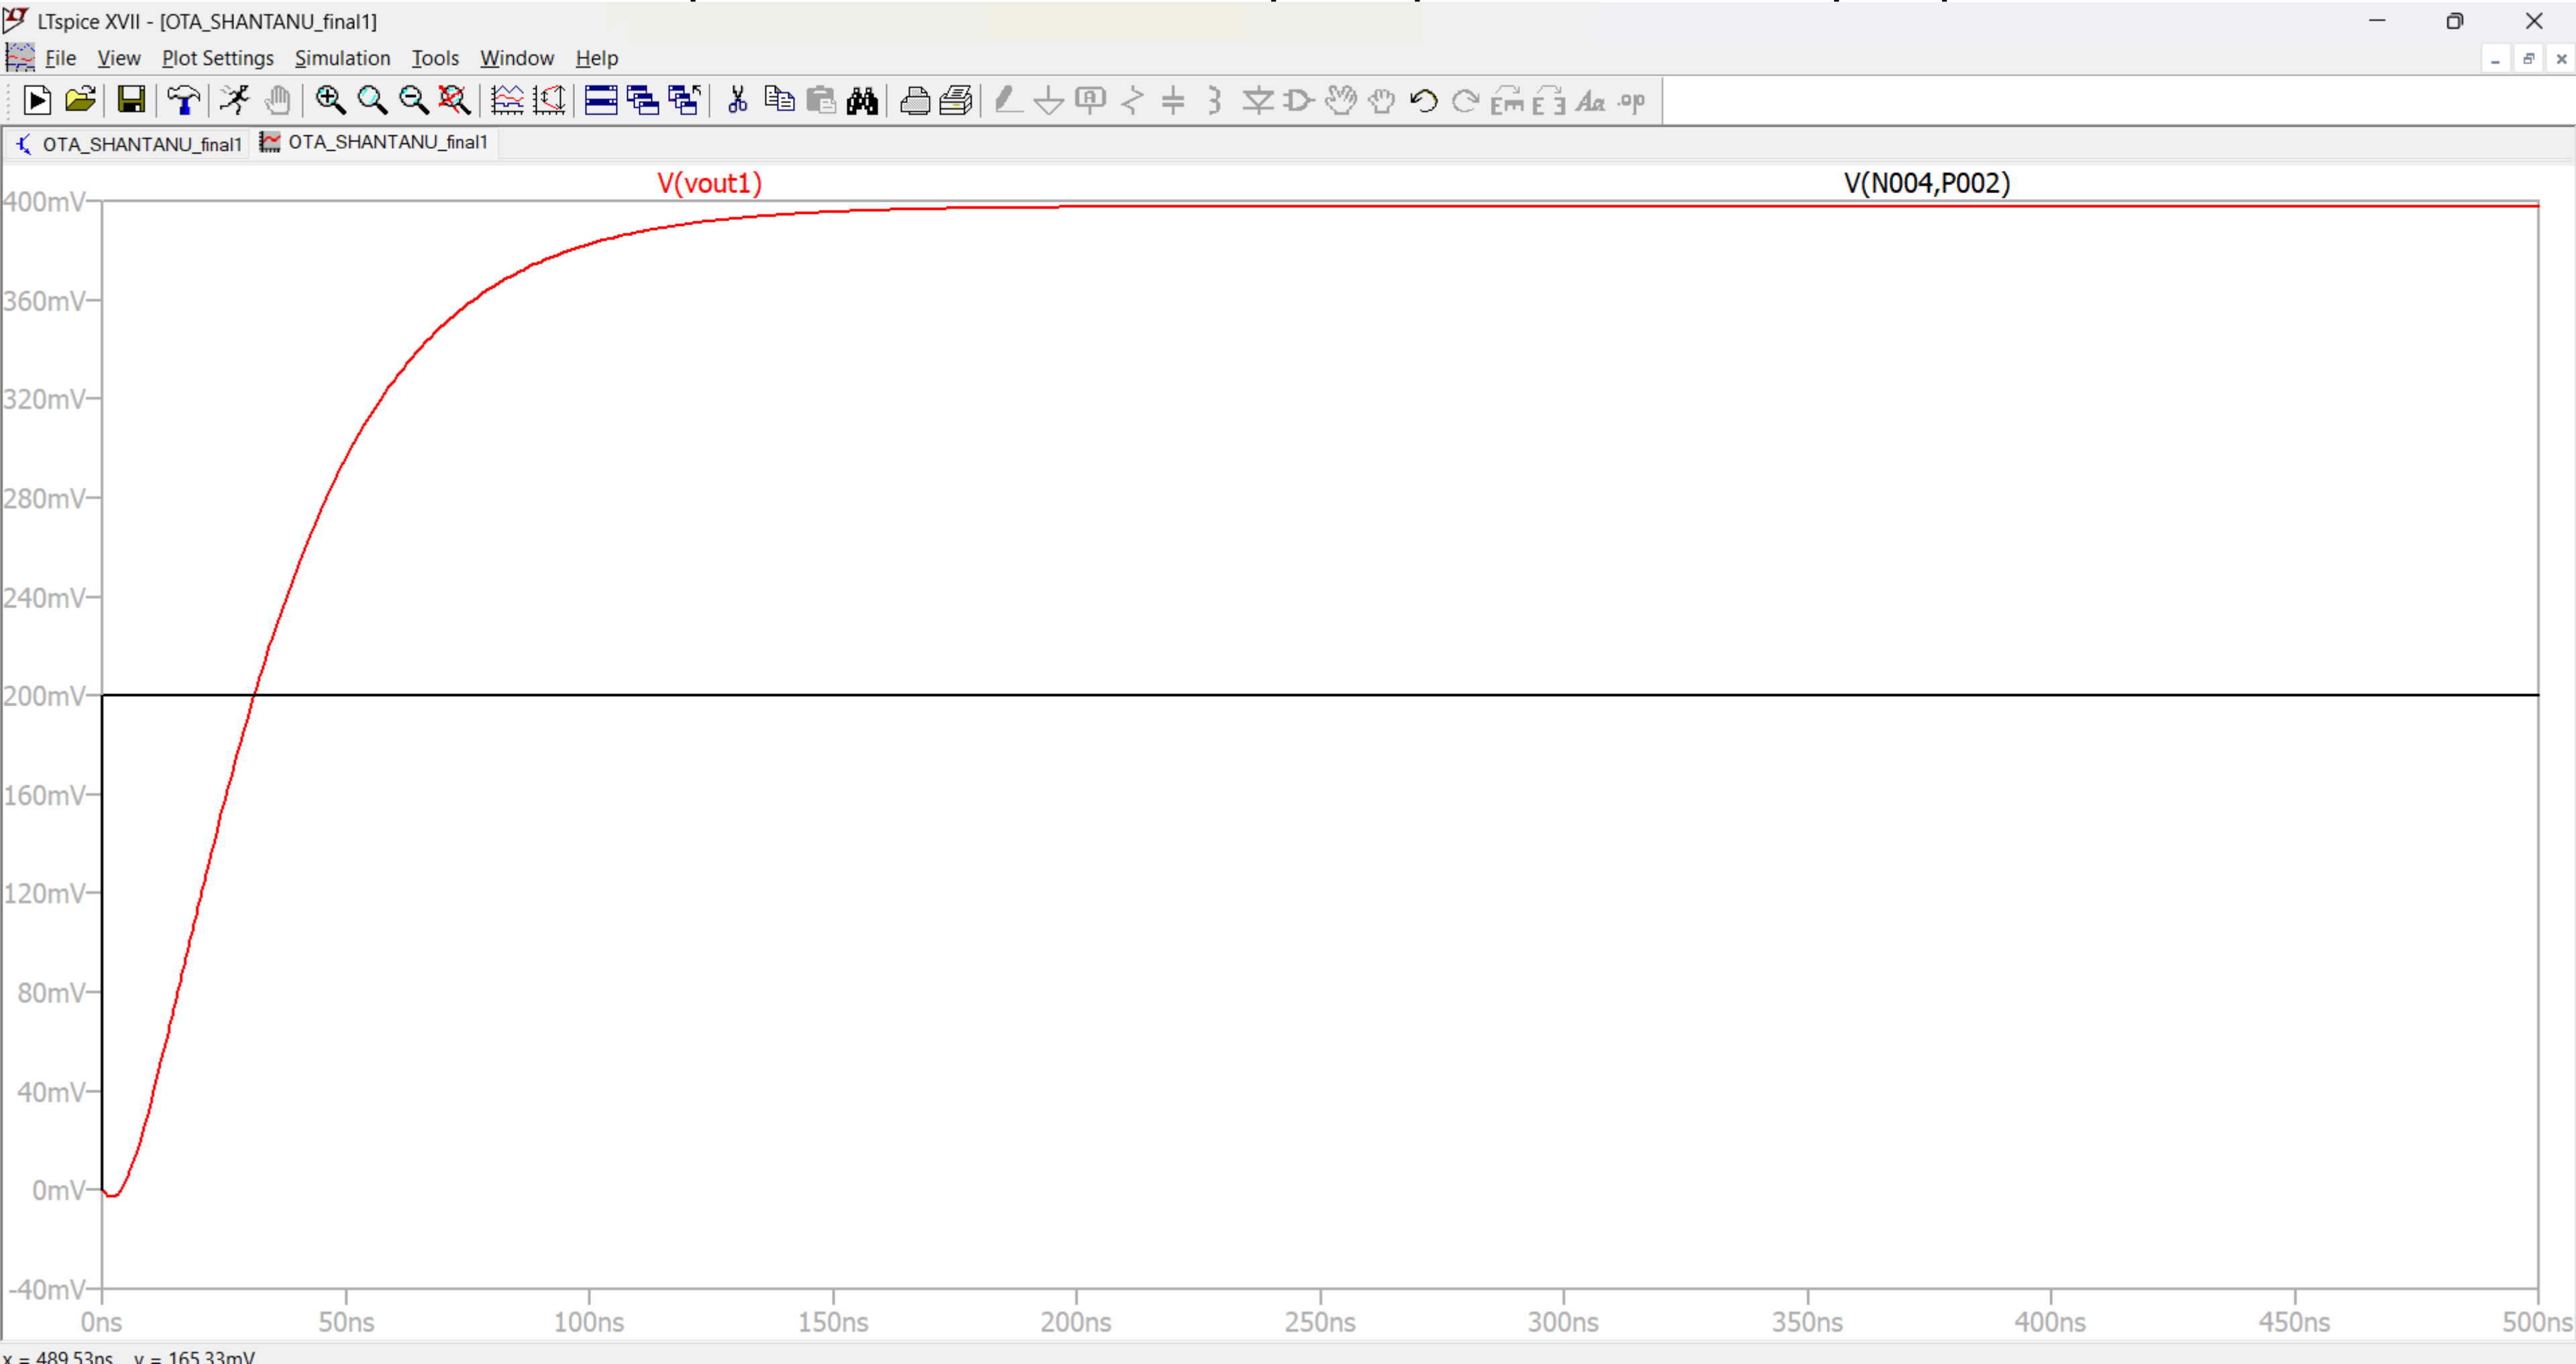 LTspice XVII - [OTA_SHANTANU_final1]
File View Plot Settings Simulation Tools Window Help
OTA_SHANTANU_final1 OTA_SHANTANU_final1
V(vout1) V(N004,P002)
400mV
360mV
320mV
280mV
240mV
200mV
160mV
120mV
80mV
40mV
0mV
-40mV
0ns 50ns 100ns 150ns 200ns 250ns 300ns 350ns 400ns 450ns 500ns
x = 489.53ns y = 165.33mV